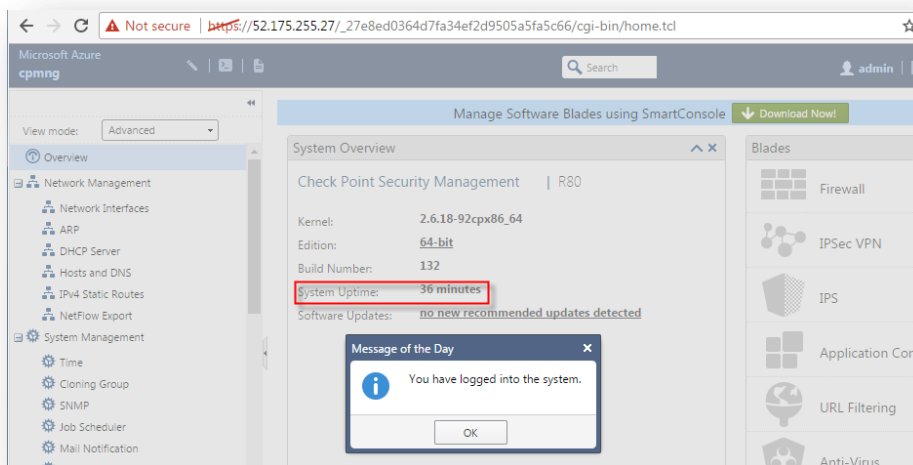 Not secure | https://52.175.255.27/_27e8ed0364d7fa34ef2d9505a5fa5c66/cgi-bin/home.tcl
Microsoft Azure
cpmng
Search
admin
Manage Software Blades using SmartConsole
Download Now!
View mode:
Advanced
Overview
Network Management
Network Interfaces
ARP
DHCP Server
Hosts and DNS
IPv4 Static Routes
NetFlow Export
System Management
Time
Cloning Group
SNMP
Job Scheduler
Mail Notification
System Overview
Check Point Security Management | R80
Kernel: 2.6.18-92cpx86_64
Edition: 64-bit
Build Number: 132
System Uptime: 36 minutes
Software Updates: no new recommended updates detected
Message of the Day
You have logged into the system.
OK
Blades
Firewall
IPSec VPN
IPS
Application Con
URL Filtering
Anti-Virus